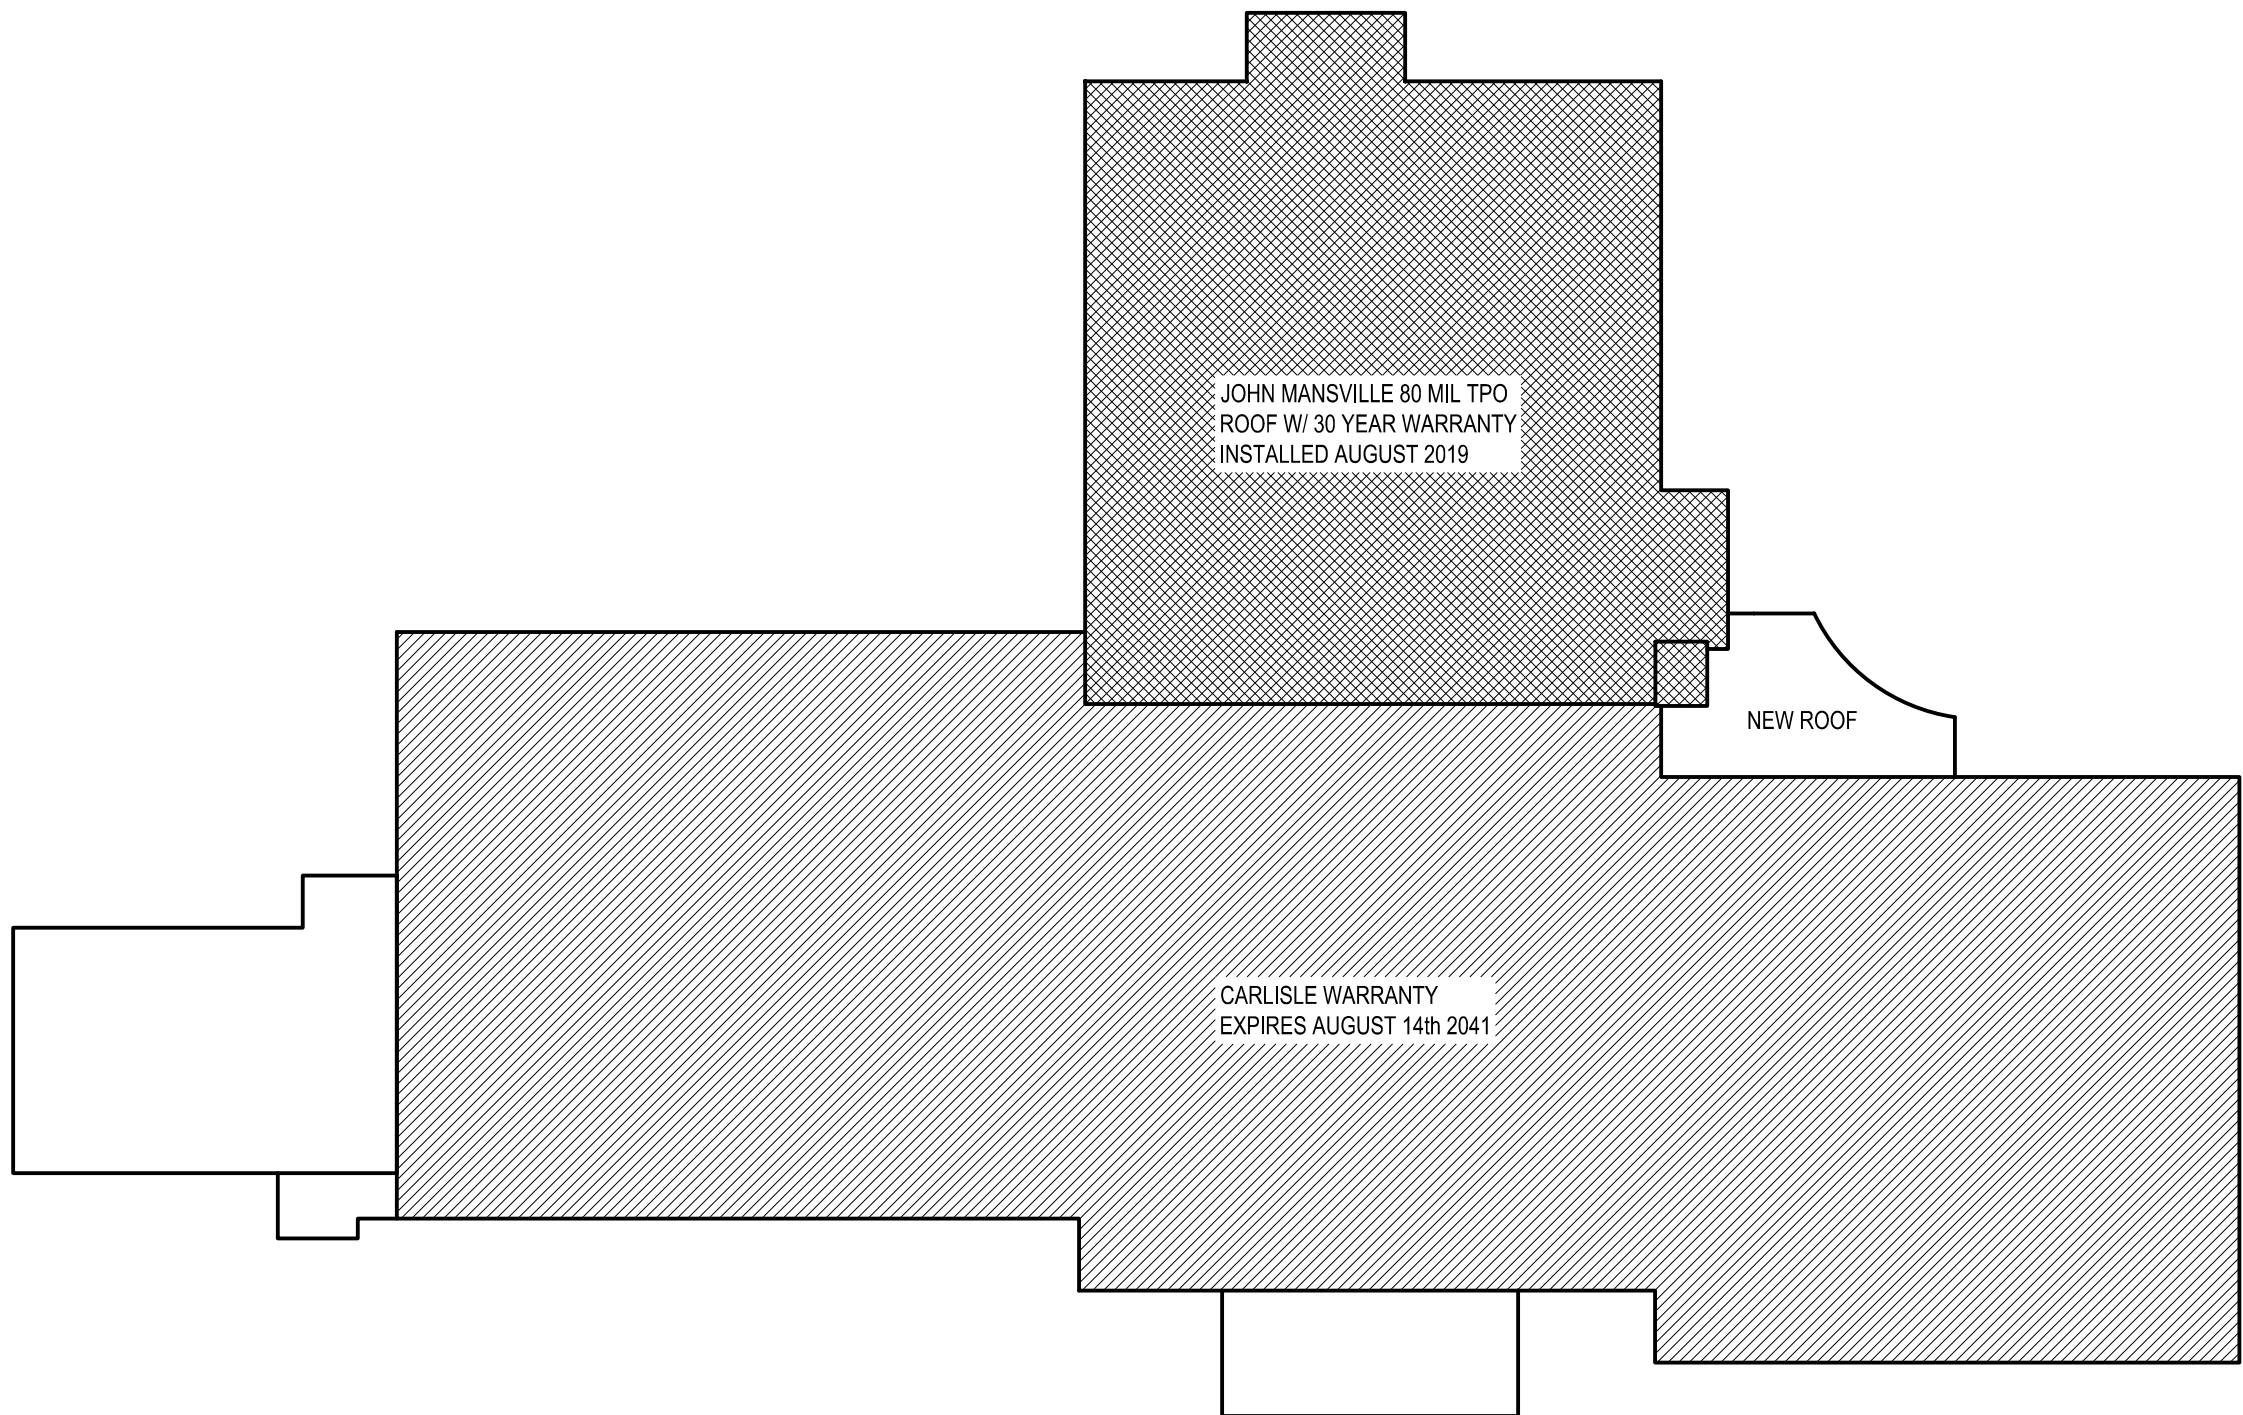 JOHN MANSVILLE 80 MIL TPO
ROOF W/ 30 YEAR WARRANTY
INSTALLED AUGUST 2019
NEW ROOF
CARLISLE WARRANTY
EXPIRES AUGUST 14th 2041